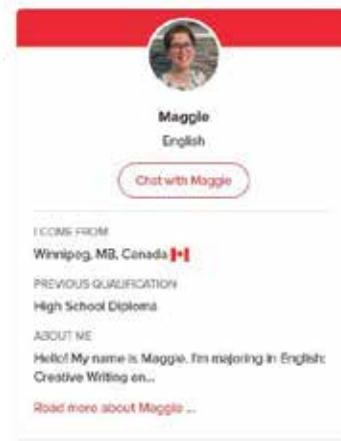 Maggie
English
Chat with Maggie
I COME FROM
Winnipeg, MB, Canada
PREVIOUS QUALIFICATION
High School Diploma
ABOUT ME
Hello! My name is Maggie. I'm majoring in English:
Creative Writing an...
Read more about Maggie ...